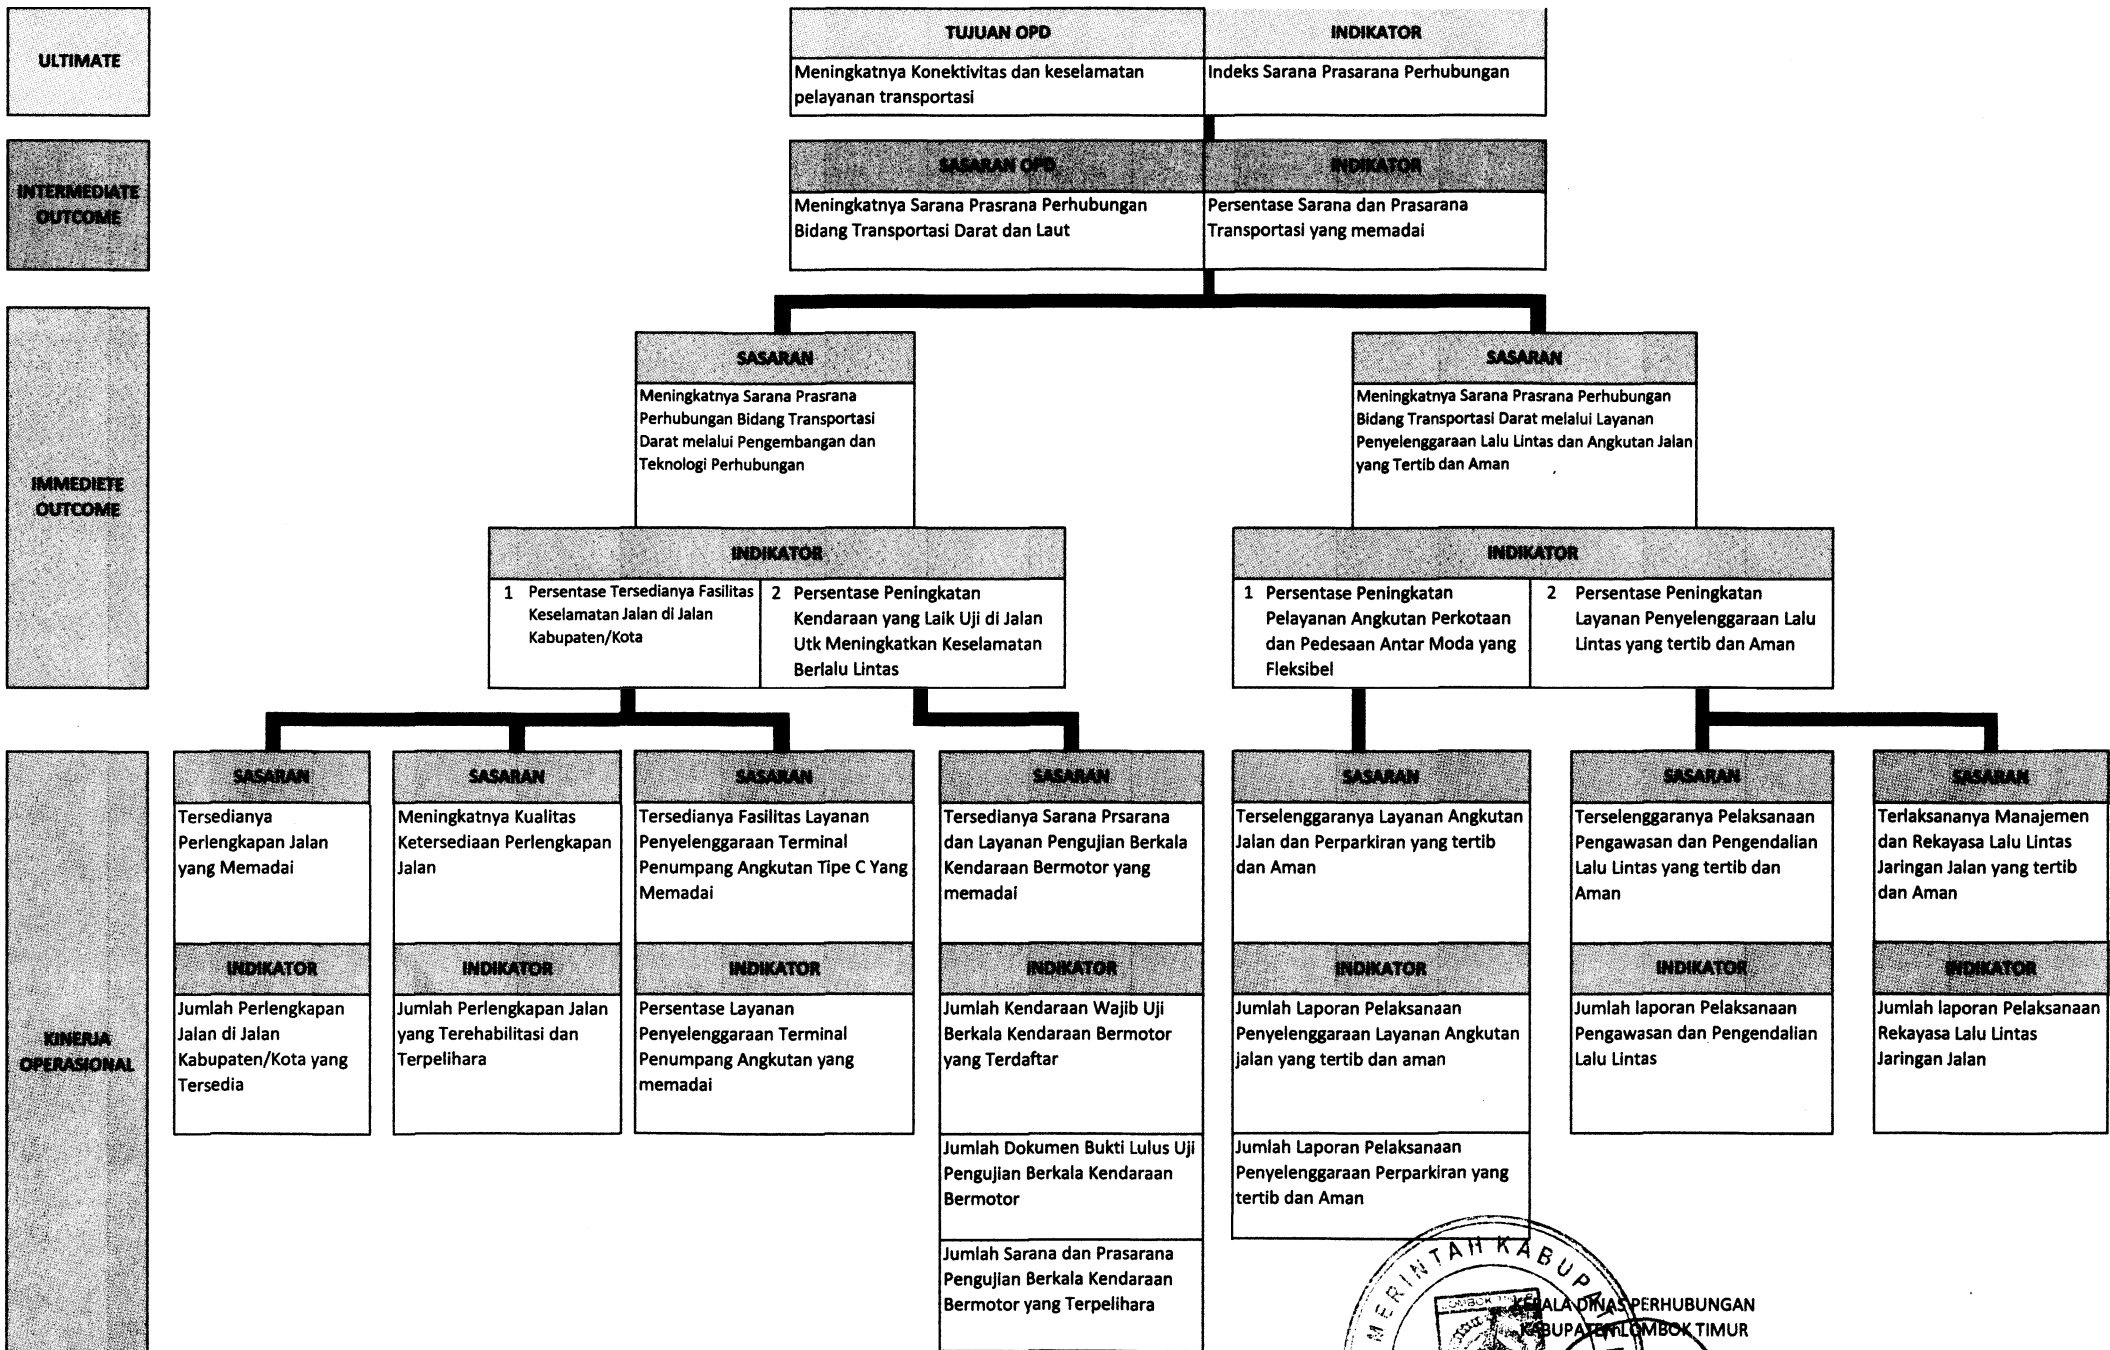 ULTIMATE
TUJUAN OPD
INDIKATOR
Meningkatnya Konektivitas dan keselamatan
pelayanan transportasi
Indeks Sarana Prasarana Perhubungan
INTERMEDIATE
OUTCOME
SASARAN OPD
INDIKATOR
Meningkatnya Sarana Prasrana Perhubungan
Bidang Transportasi Darat dan Laut
Persentase Sarana dan Prasarana
Transportasi yang memadai
IMMEDIETE
OUTCOME
SASARAN
Meningkatnya Sarana Prasrana
Perhubungan Bidang Transportasi
Darat melalui Pengembangan dan
Teknologi Perhubungan
SASARAN
Meningkatnya Sarana Prasrana Perhubungan
Bidang Transportasi Darat melalui Layanan
Penyelenggaraan Lalu Lintas dan Angkutan Jalan
yang Tertib dan Aman
INDIKATOR
1 Persentase Tersedianya Fasilitas
Keselamatan Jalan di Jalan
Kabupaten/Kota
2 Persentase Peningkatan
Kendaraan yang Laik Uji di Jalan
Utk Meningkatkan Keselamatan
Berlalu Lintas
INDIKATOR
1 Persentase Peningkatan
Pelayanan Angkutan Perkotaan
dan Pedesaan Antar Moda yang
Fleksibel
2 Persentase Peningkatan
Layanan Penyelenggaraan Lalu
Lintas yang tertib dan Aman
KINERJA
OPERASIONAL
SASARAN
Tersedianya
Perlengkapan Jalan
yang Memadai
INDIKATOR
Jumlah Perlengkapan
Jalan di Jalan
Kabupaten/Kota yang
Tersedia
SASARAN
Meningkatnya Kualitas
Ketersediaan Perlengkapan
Jalan
INDIKATOR
Jumlah Perlengkapan Jalan
yang Terehabilitasi dan
Terpelihara
SASARAN
Tersedianya Fasilitas Layanan
Penyelenggaraan Terminal
Penumpang Angkutan Tipe C Yang
Memadai
INDIKATOR
Persentase Layanan
Penyelenggaraan Terminal
Penumpang Angkutan yang
memadai
SASARAN
Tersedianya Sarana Prsarana
dan Layanan Pengujian Berkala
Kendaraan Bermotor yang
memadai
INDIKATOR
Jumlah Kendaraan Wajib Uji
Berkala Kendaraan Bermotor
yang Terdaftar
Jumlah Dokumen Bukti Lulus Uji
Pengujian Berkala Kendaraan
Bermotor
Jumlah Sarana dan Prasarana
Pengujian Berkala Kendaraan
Bermotor yang Terpelihara
SASARAN
Terselenggaranya Layanan Angkutan
Jalan dan Perparkiran yang tertib
dan Aman
INDIKATOR
Jumlah Laporan Pelaksanaan
Penyelenggaraan Layanan Angkutan
jalan yang tertib dan aman
Jumlah Laporan Pelaksanaan
Penyelenggaraan Perparkiran yang
tertib dan Aman
SASARAN
Terselenggaranya Pelaksanaan
Pengawasan dan Pengendalian
Lalu Lintas yang tertib dan
Aman
INDIKATOR
Jumlah laporan Pelaksanaan
Pengawasan dan Pengendalian
Lalu Lintas
SASARAN
Terlaksananya Manajemen
dan Rekayasa Lalu Lintas
Jaringan Jalan yang tertib
dan Aman
INDIKATOR
Jumlah laporan Pelaksanaan
Rekayasa Lalu Lintas
Jaringan Jalan
MERINTAH KABUPAT
KEPALA DINAS PERHUBUNGAN
KABUPATEN LOMBOK TIMUR